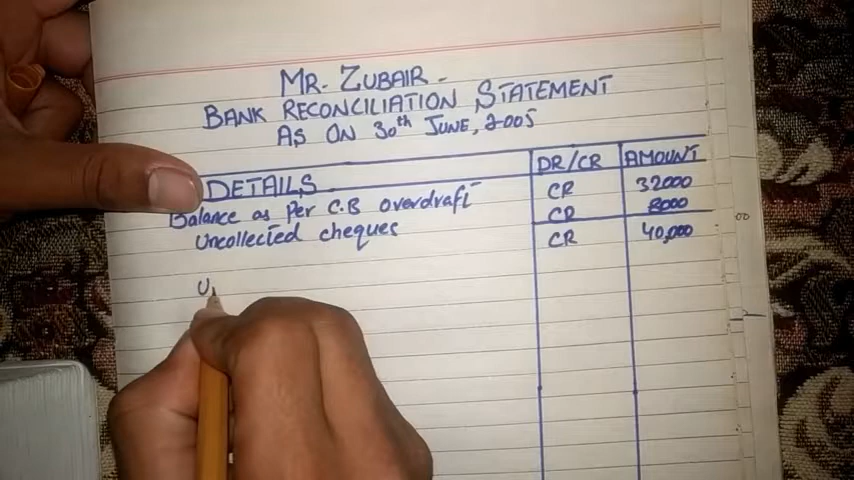 MR. ZUBAIR.
BANK RECONCILIATION STATEMENT
AS ON 30th JUNE, 2005
DETAILS DR/CR AMOUNT
Balance as Per C.B overdraft CR 32000
Uncollected cheques CR 8000
CR 40,000